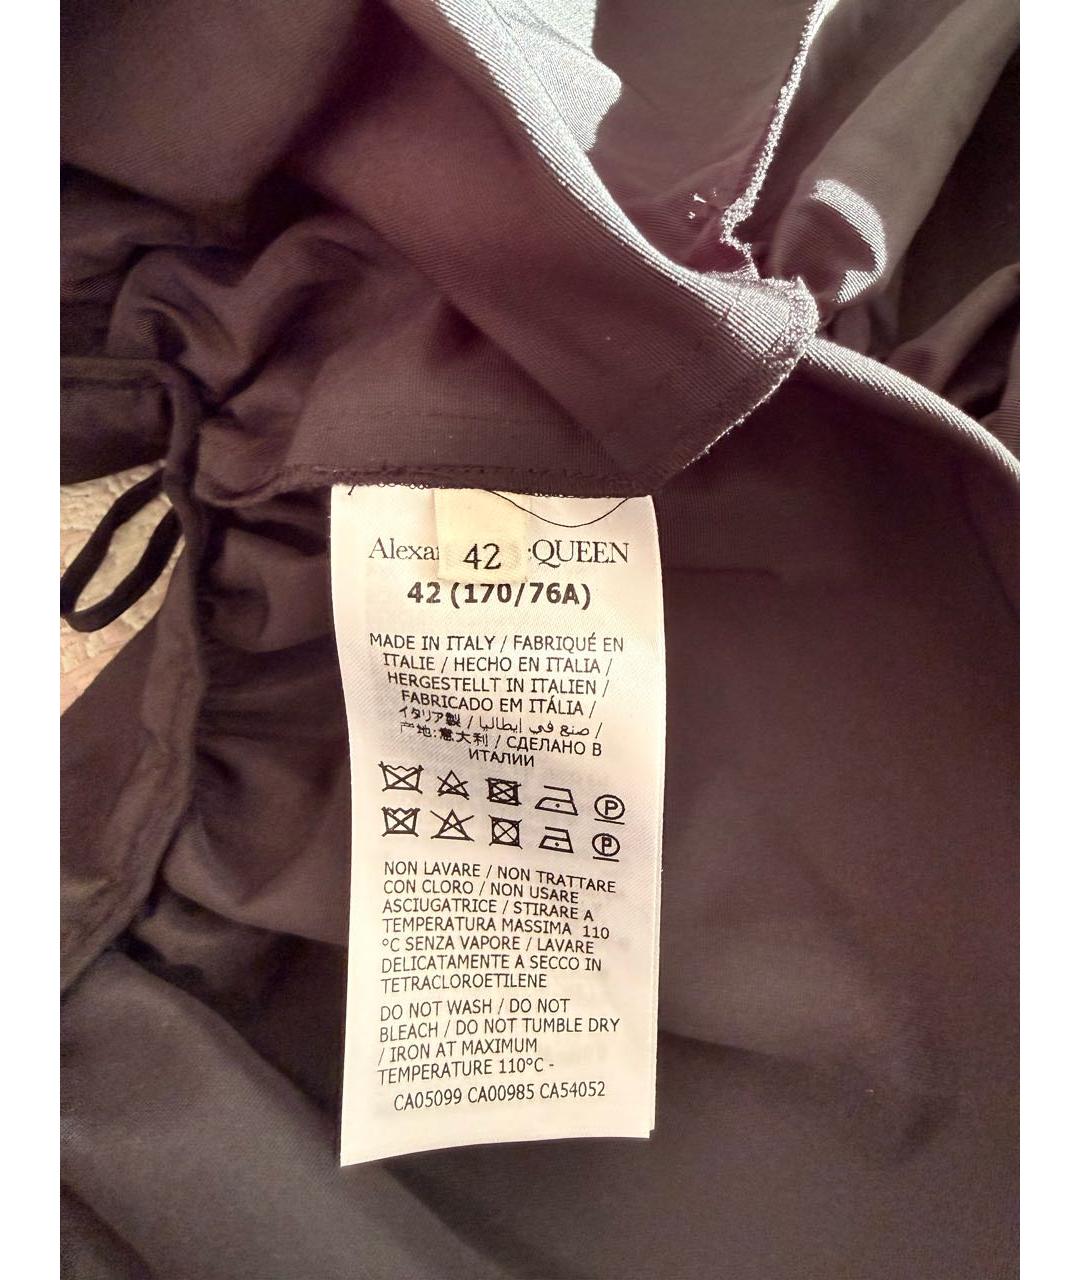 Alexa 42 :QUEEN
42 (170/76A)
MADE IN ITALY / FABRIQUÉ EN
ITALIE / HECHO EN ITALIA /
HERGESTELLT IN ITALIEN /
FABRICADO EM ITÁLIA /
イタリア製 / صنع في إيطاليا /
产地:意大利 / СДЕЛАНО В
ИТАЛИИ
P
P
NON LAVARE / NON TRATTARE
CON CLORO / NON USARE
ASCIUGATRICE / STIRARE A
TEMPERATURA MASSIMA 110
°C SENZA VAPORE / LAVARE
DELICATAMENTE A SECCO IN
TETRACLOROETILENE
DO NOT WASH / DO NOT
BLEACH / DO NOT TUMBLE DRY
/ IRON AT MAXIMUM
TEMPERATURE 110°C -
CA05099 CA00985 CA54052